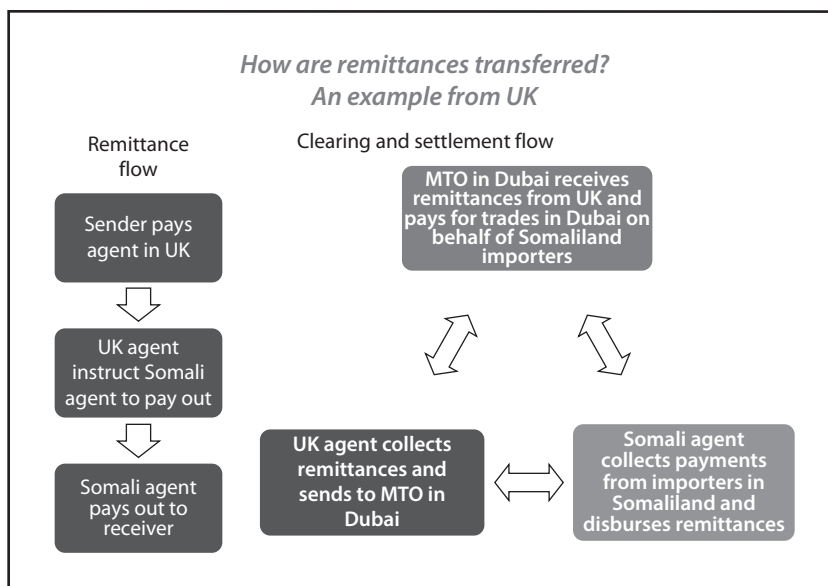 How are remittances transferred?
An example from UK
Remittance
flow
Sender pays
agent in UK
UK agent
instruct Somali
agent to pay out
Somali agent
pays out to
receiver
Clearing and settlement flow
MTO in Dubai receives
remittances from UK and
pays for trades in Dubai on
behalf of Somaliland
importers
UK agent collects
remittances and
sends to MTO in
Dubai
Somali agent
collects payments
from importers in
Somaliland and
disburses remittances